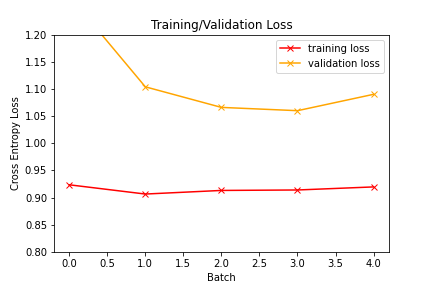 Training/Validation Loss
training loss
validation loss
Cross Entropy Loss
1.20
1.15
1.10
1.05
1.00
0.95
0.90
0.85
0.80
0.0 0.5 1.0 1.5 2.0 2.5 3.0 3.5 4.0
Batch